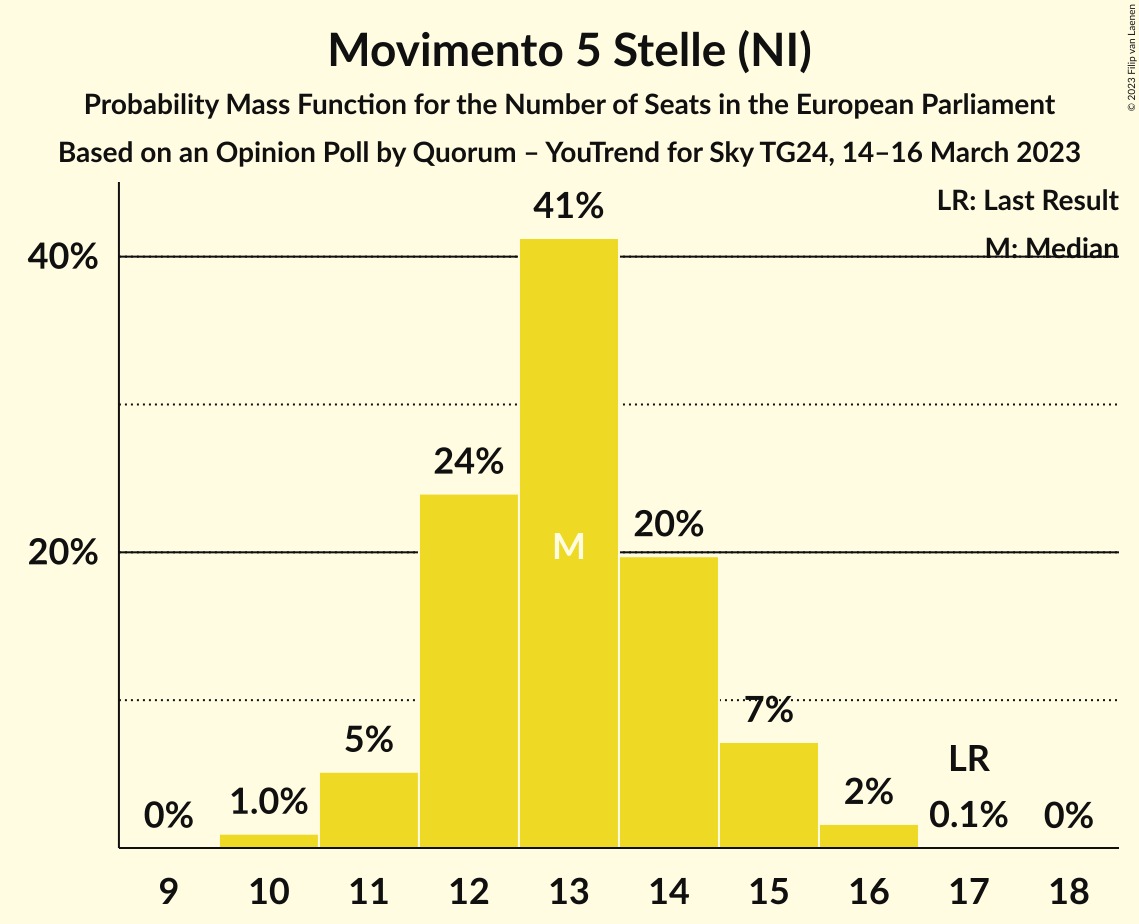 Movimento 5 Stelle (NI)
Probability Mass Function for the Number of Seats in the European Parliament
Based on an Opinion Poll by Quorum – YouTrend for Sky TG24, 14–16 March 2023
© 2023 Filip van Laenen
LR: Last Result
M: Median
40%
20%
0%
1.0%
5%
24%
41%
M
20%
7%
2%
LR
0.1%
0%
9 10 11 12 13 14 15 16 17 18